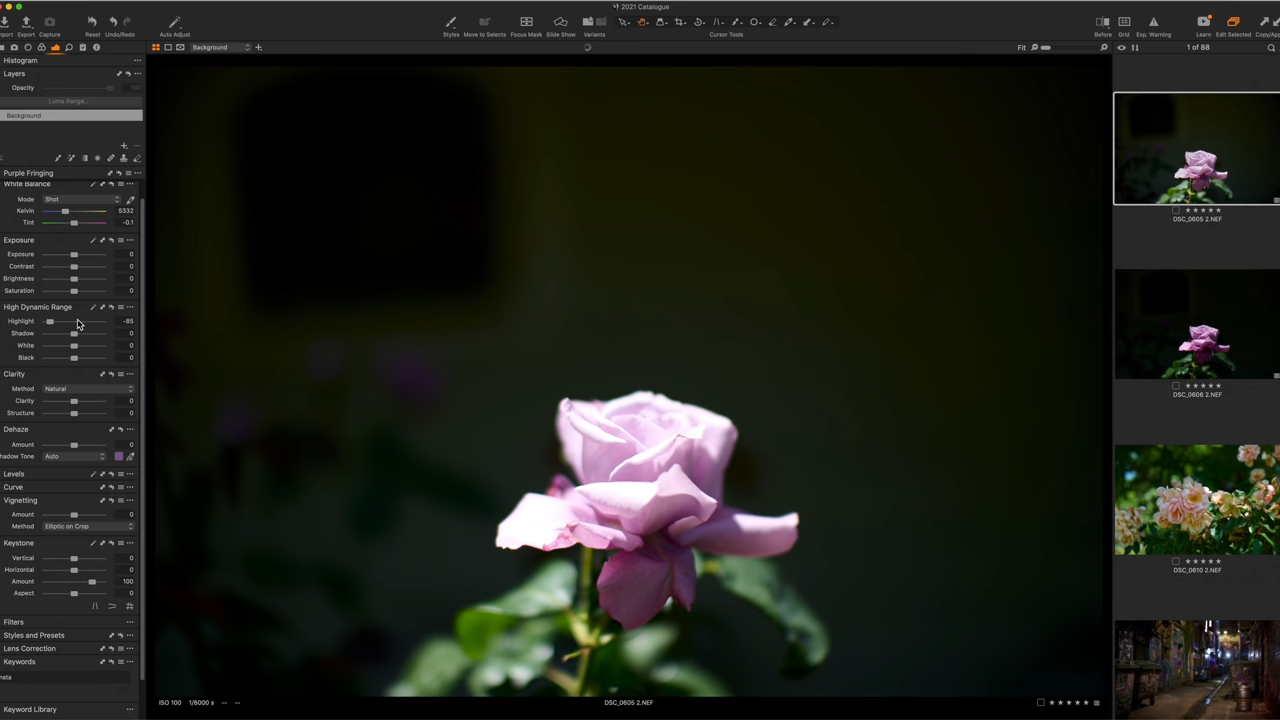 2021 Catalogue
Export Capture Reset Undo/Redo Auto Adjust Styles Move to Selects Focus Mask Slide Show Variants Cursor Tools Before Grid Exp. Warning Learn Edit Selected
Background Fit 1 of 88
Histogram
Layers
Opacity 100
Luma Range...
Background
Purple Fringing
White Balance
Mode Shot
Kelvin 5332
Tint -0.1
Exposure
Exposure 0
Contrast 0
Brightness 0
Saturation 0
High Dynamic Range
Highlight -85
Shadow 0
White 0
Black 0
Clarity
Method Natural
Clarity 0
Structure 0
Dehaze
Amount 0
hadow Tone Auto
Levels
Curve
Vignetting
Amount 0
Method Elliptic on Crop
Keystone
Vertical 0
Horizontal 0
Amount 100
Aspect 0
Filters
Styles and Presets
Lens Correction
Keywords
nsta
Keyword Library
ISO 100 1/8000 s -- -- DSC_0605 2.NEF
DSC_0605 2.NEF
DSC_0606 2.NEF
DSC_0610 2.NEF